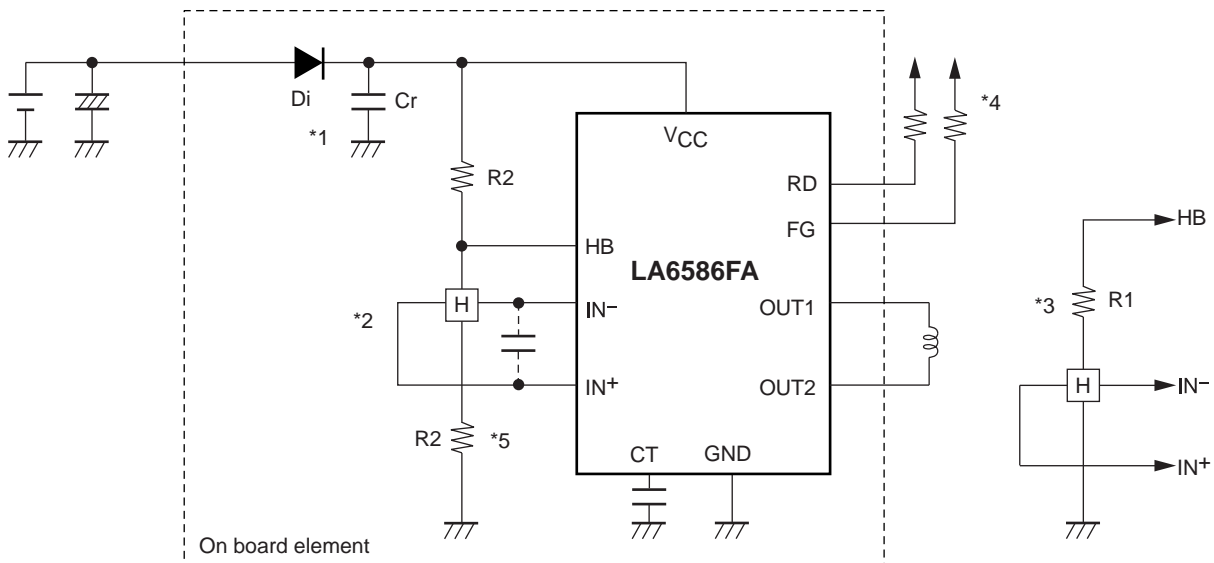 Di
Cr
*1
*4
VCC
R2
RD
FG
HB
HB
LA6586FA
*3
R1
*2
H
IN−
OUT1
IN+
OUT2
H
IN−
R2
*5
CT
GND
IN+
On board element